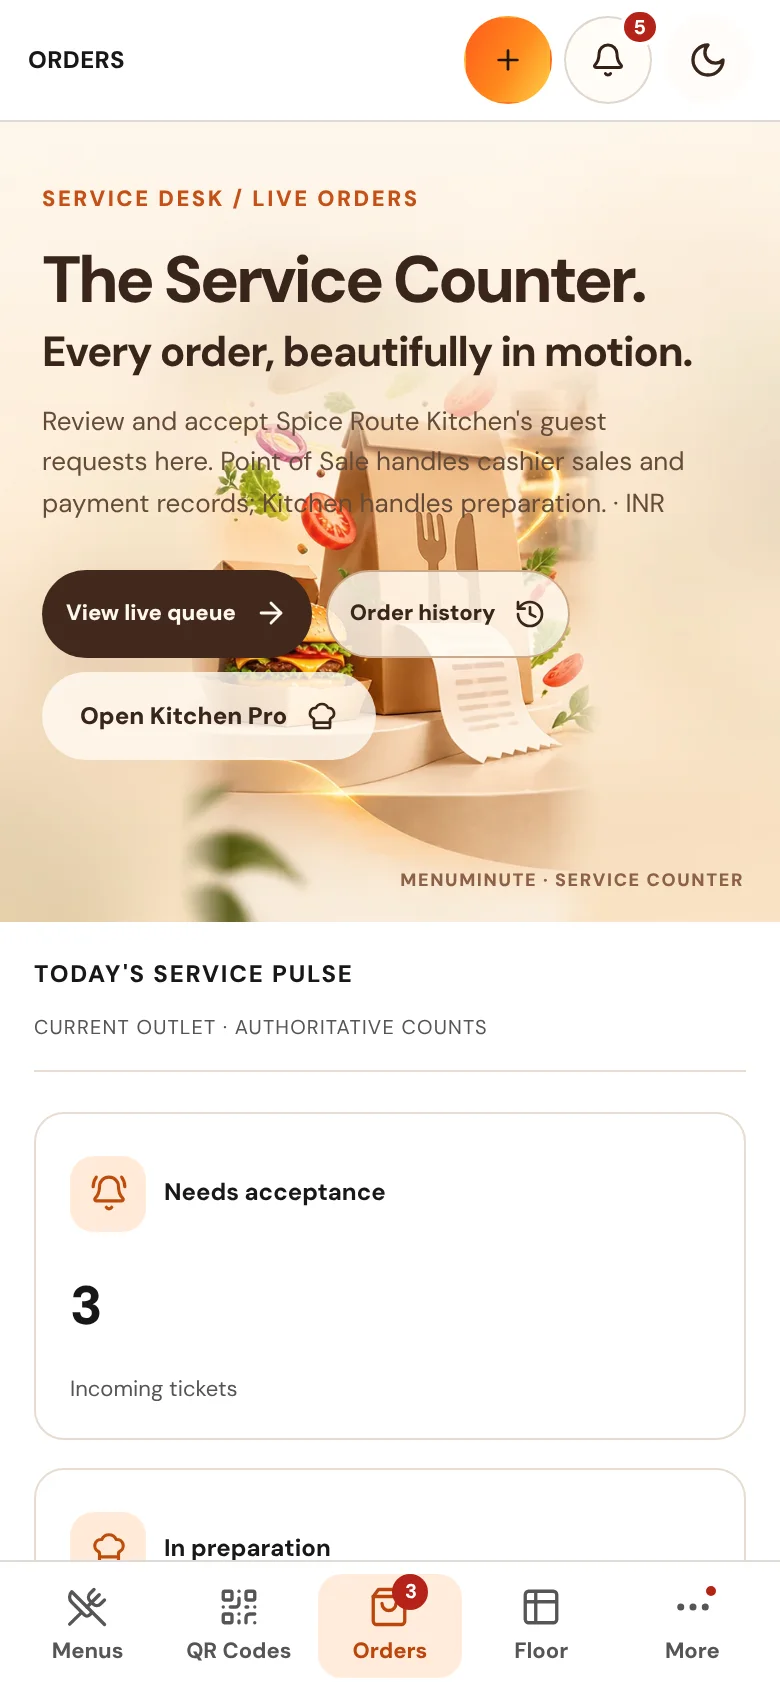 ORDERS
5
SERVICE DESK / LIVE ORDERS
The Service Counter.
Every order, beautifully in motion.
Review and accept Spice Route Kitchen's guest
requests here. Point of Sale handles cashier sales and
payment records; Kitchen handles preparation. · INR
View live queue
Order history
Open Kitchen Pro
MENUMINUTE · SERVICE COUNTER
TODAY'S SERVICE PULSE
CURRENT OUTLET · AUTHORITATIVE COUNTS
Needs acceptance
3
Incoming tickets
In preparation
3
Menus
QR Codes
Orders
Floor
More